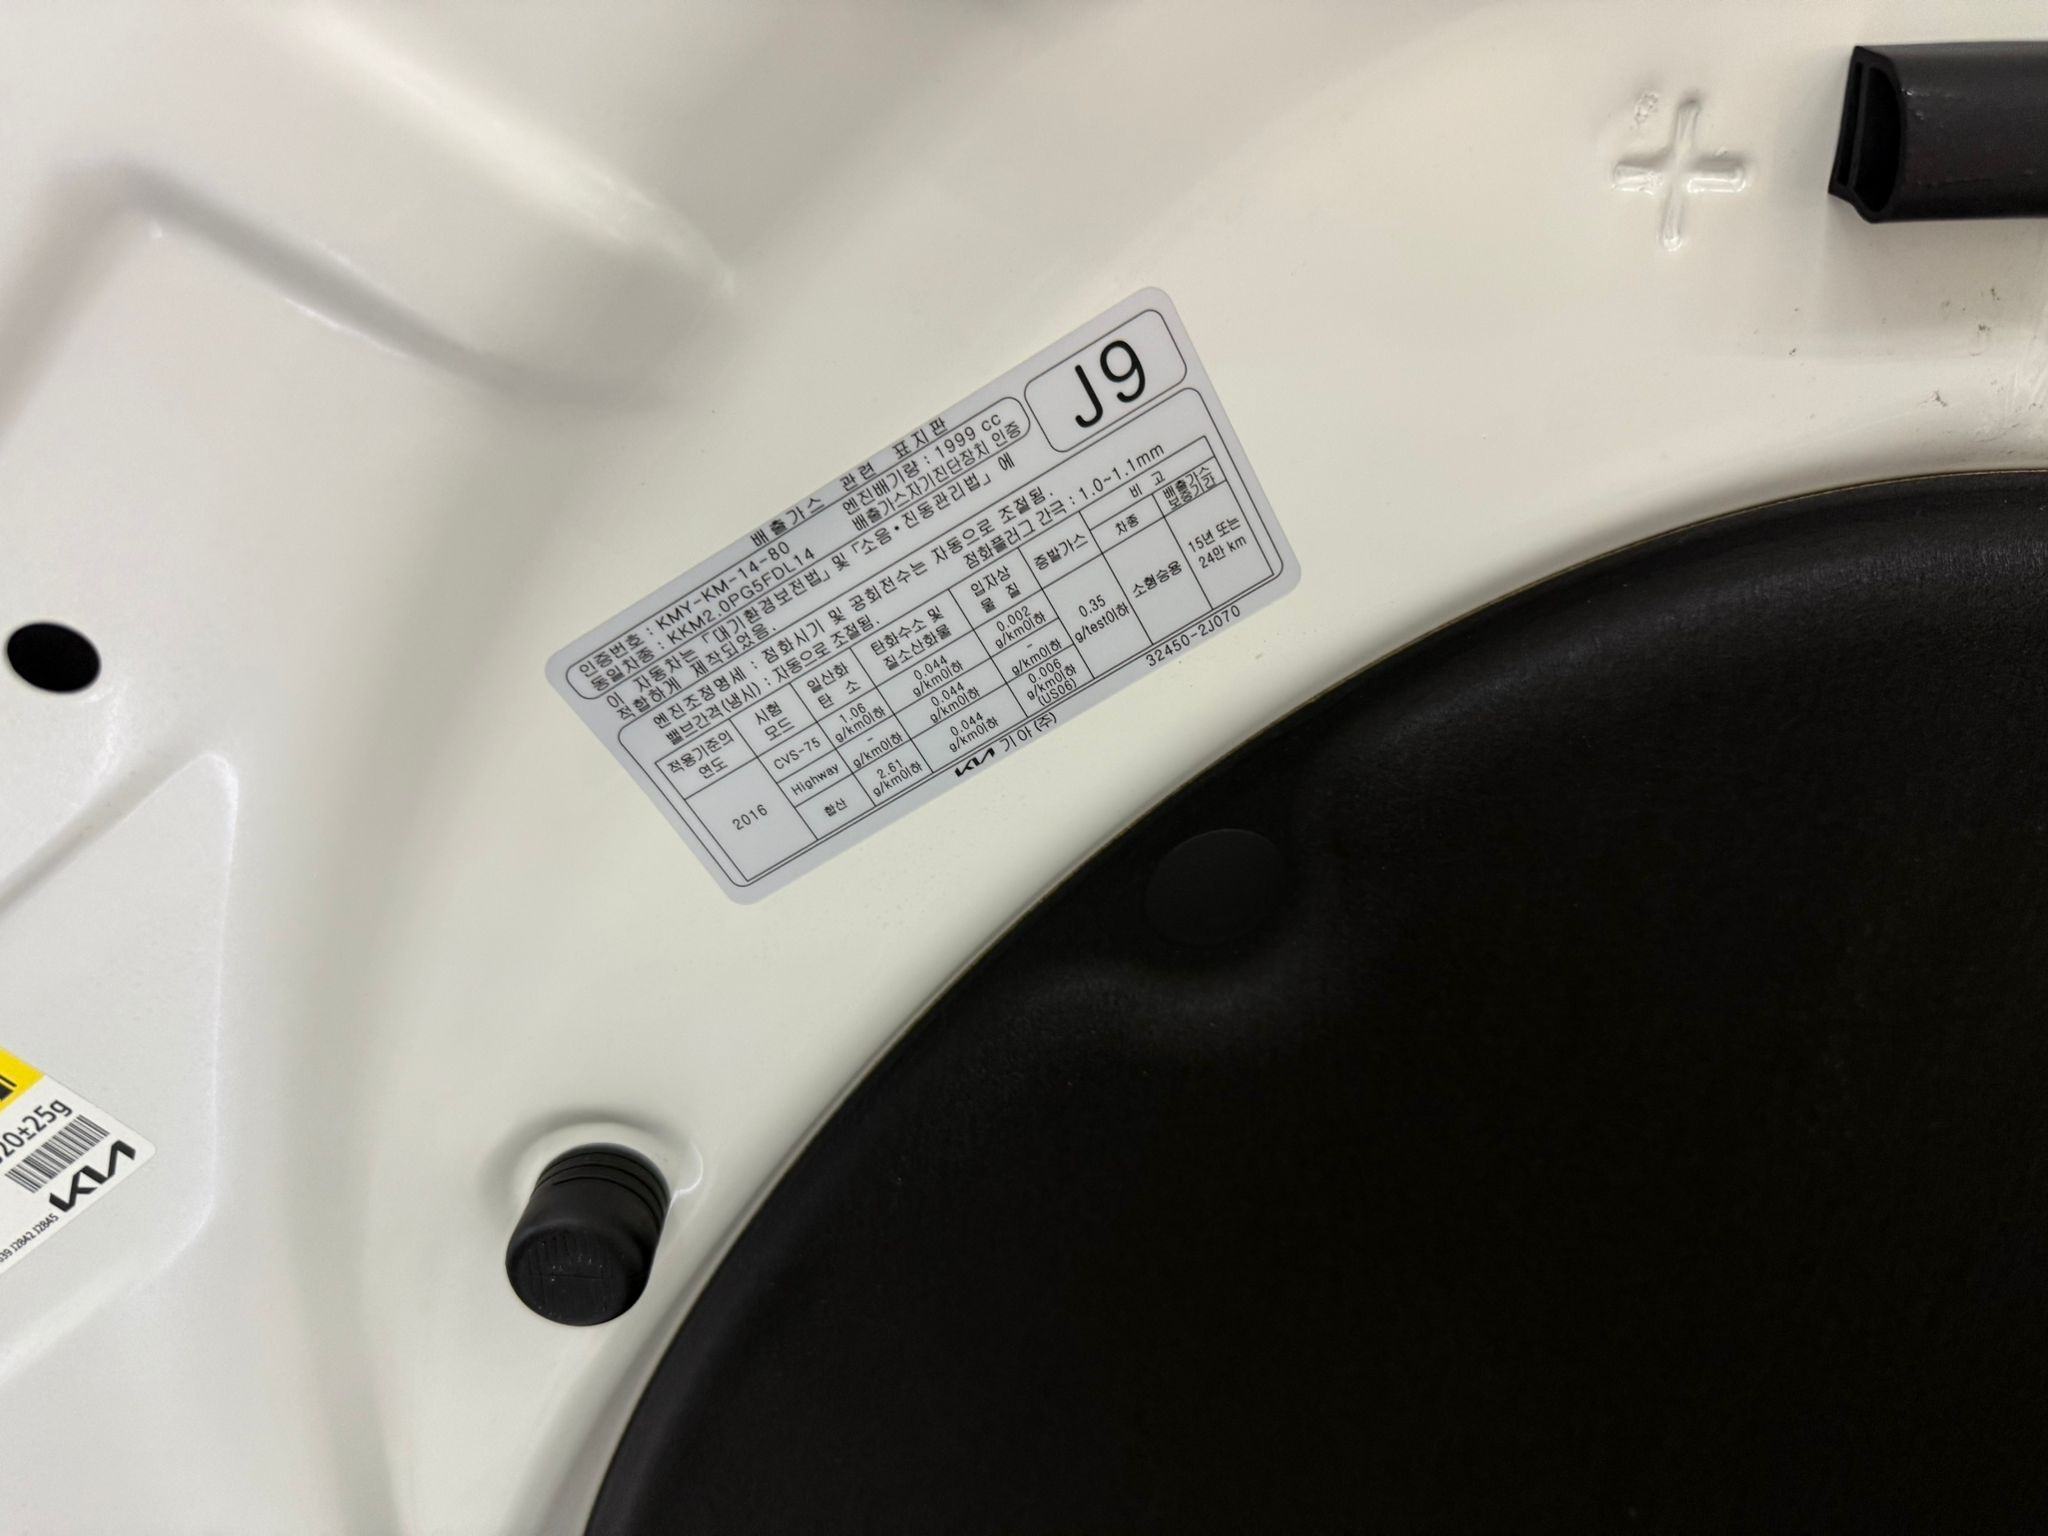 배출가스 관련 표지판
J9
인증번호 : KMY-KM-14-80 엔진배기량 : 1999 cc
동일차종 : KKM2.0PG5FDL14 배출가스자기진단장치 인증
이 자동차는 「대기환경보전법」 및 「소음•진동관리법」 에
적합하게 제작되었음.
엔진조정명세 : 점화시기 및 공회전수는 자동으로 조절됨.
밸브간격(냉시) : 자동으로 조절됨. 점화플러그 간극 : 1.0~1.1mm
적용기준의 연도 시험 모드 일산화 탄 소 탄화수소 및 질소산화물 입자상 물 질 증발가스 비 고
차종 배출가스 보증기간
2016 CVS-75 1.06 g/km이하 0.044 g/km이하 0.002 g/km이하 0.35 g/test이하 소형승용 15년 또는 24만 km
Highway - g/km이하 0.044 g/km이하 - g/km이하
합산 2.61 g/km이하 0.044 g/km이하 0.006 g/km이하 (US06)
KIA 기아 (주) 32450-2J070
20±25g
KIA
J2842 J2845